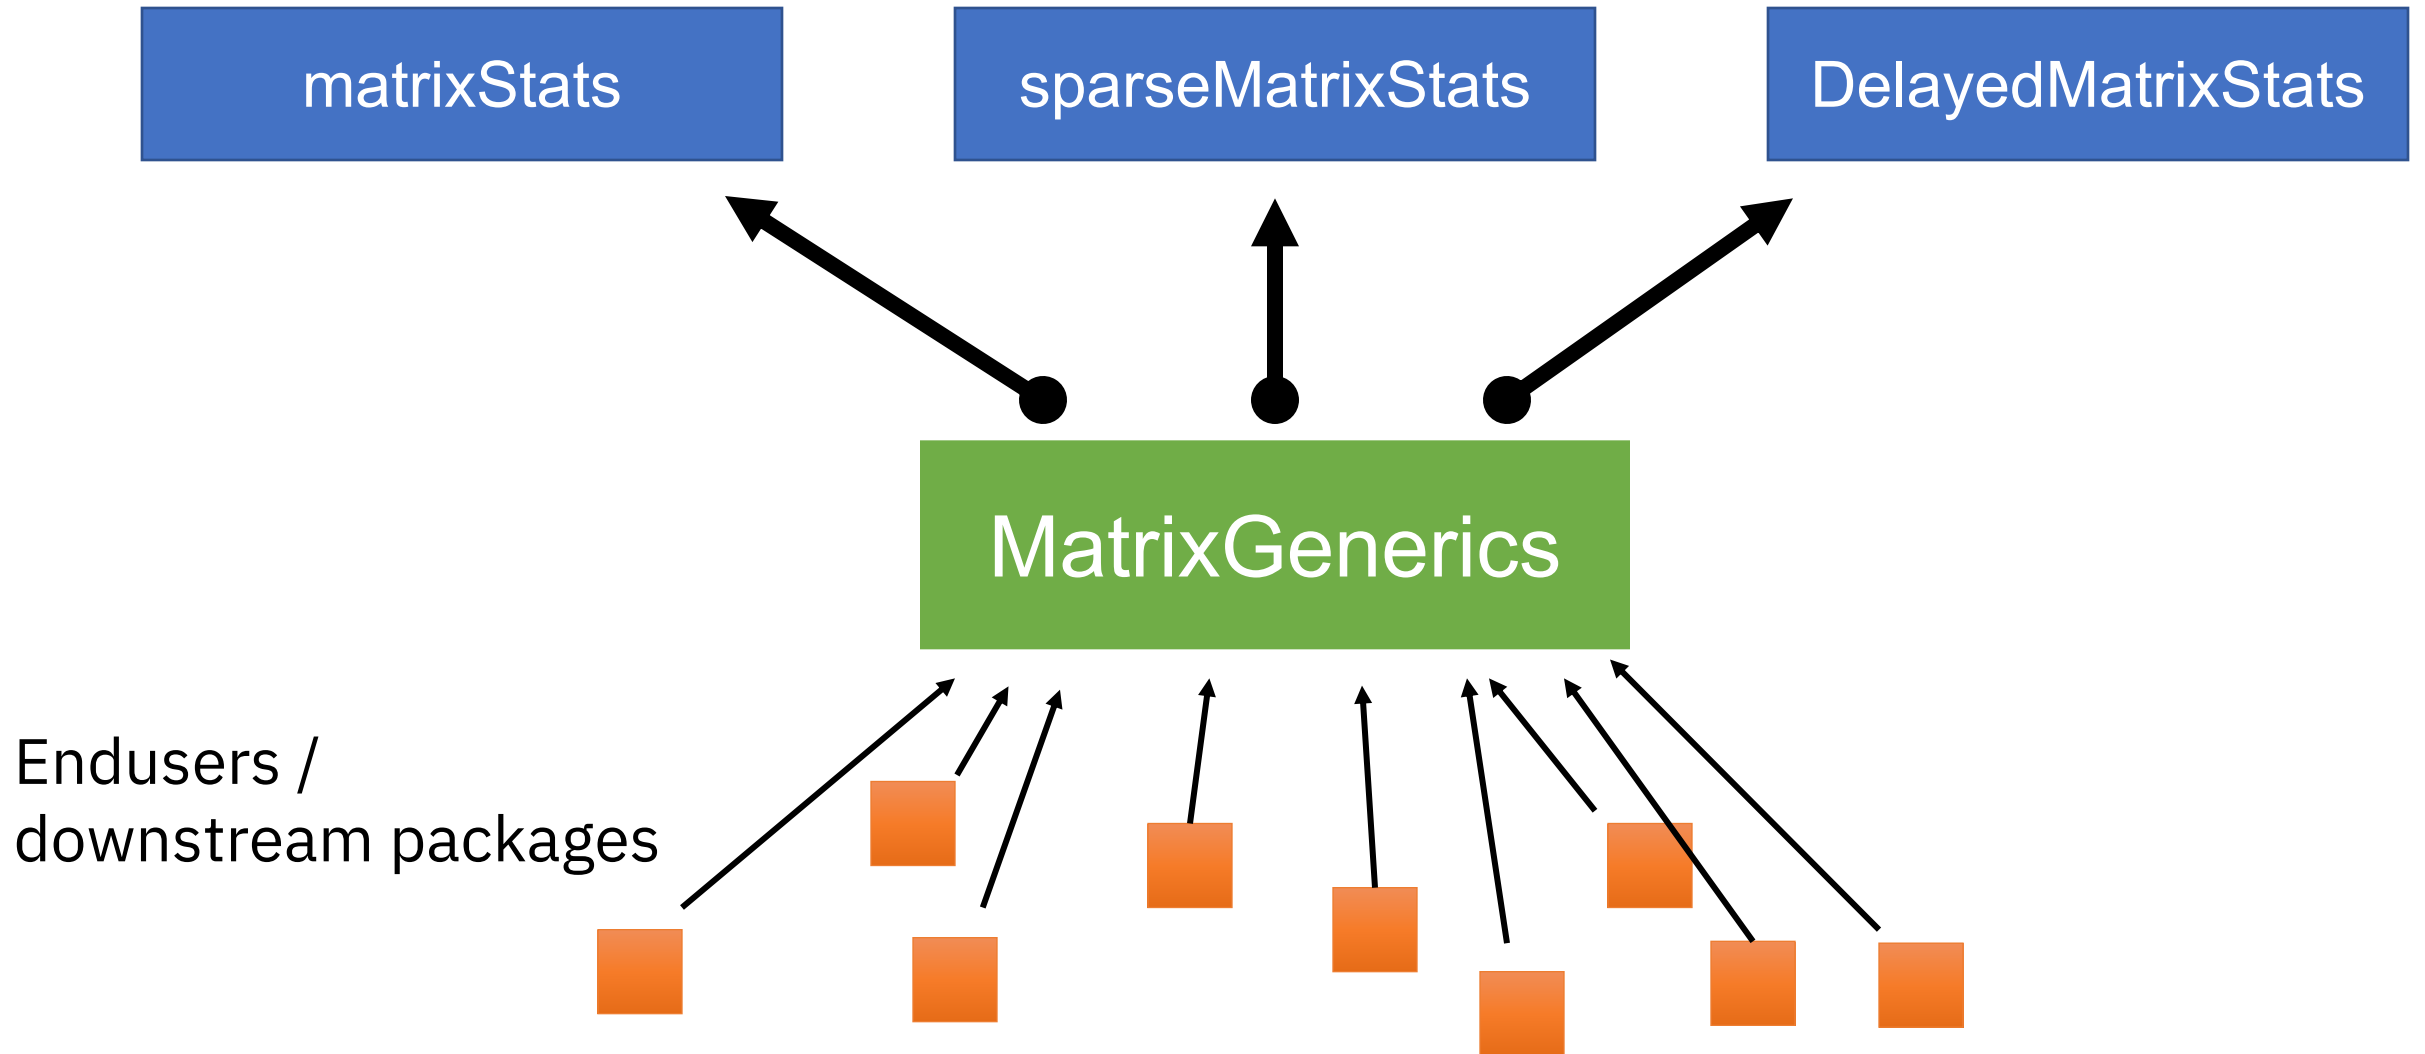 matrixStats
sparseMatrixStats
DelayedMatrixStats
MatrixGenerics
Endusers /
downstream packages